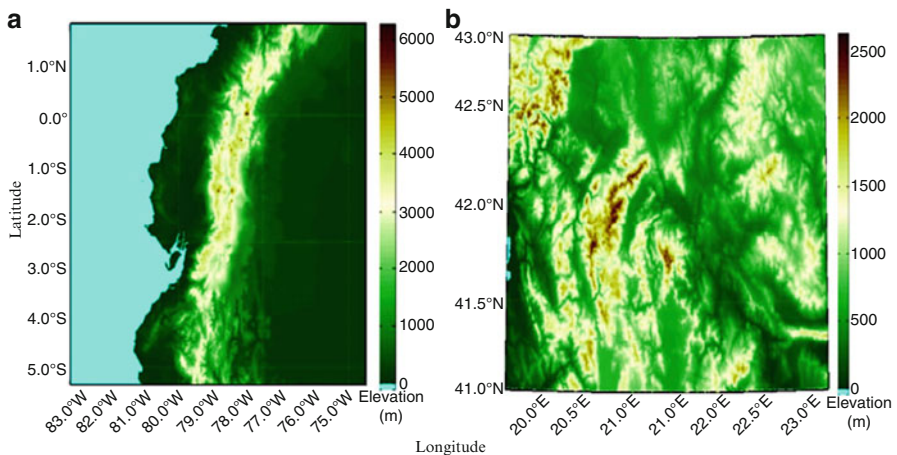 a
b
Latitude
1.0°N
0.0°
1.0°S
2.0°S
3.0°S
4.0°S
5.0°S
83.0°W
82.0°W
81.0°W
80.0°W
79.0°W
78.0°W
77.0°W
76.0°W
75.0°W
6000
5000
4000
3000
2000
1000
0
Elevation
(m)
43.0°N
42.5°N
42.0°N
41.5°N
41.0°N
20.0°E
20.5°E
21.0°E
21.0°E
22.0°E
22.5°E
23.0°E
2500
2000
1500
1000
500
0
Elevation
(m)
Longitude